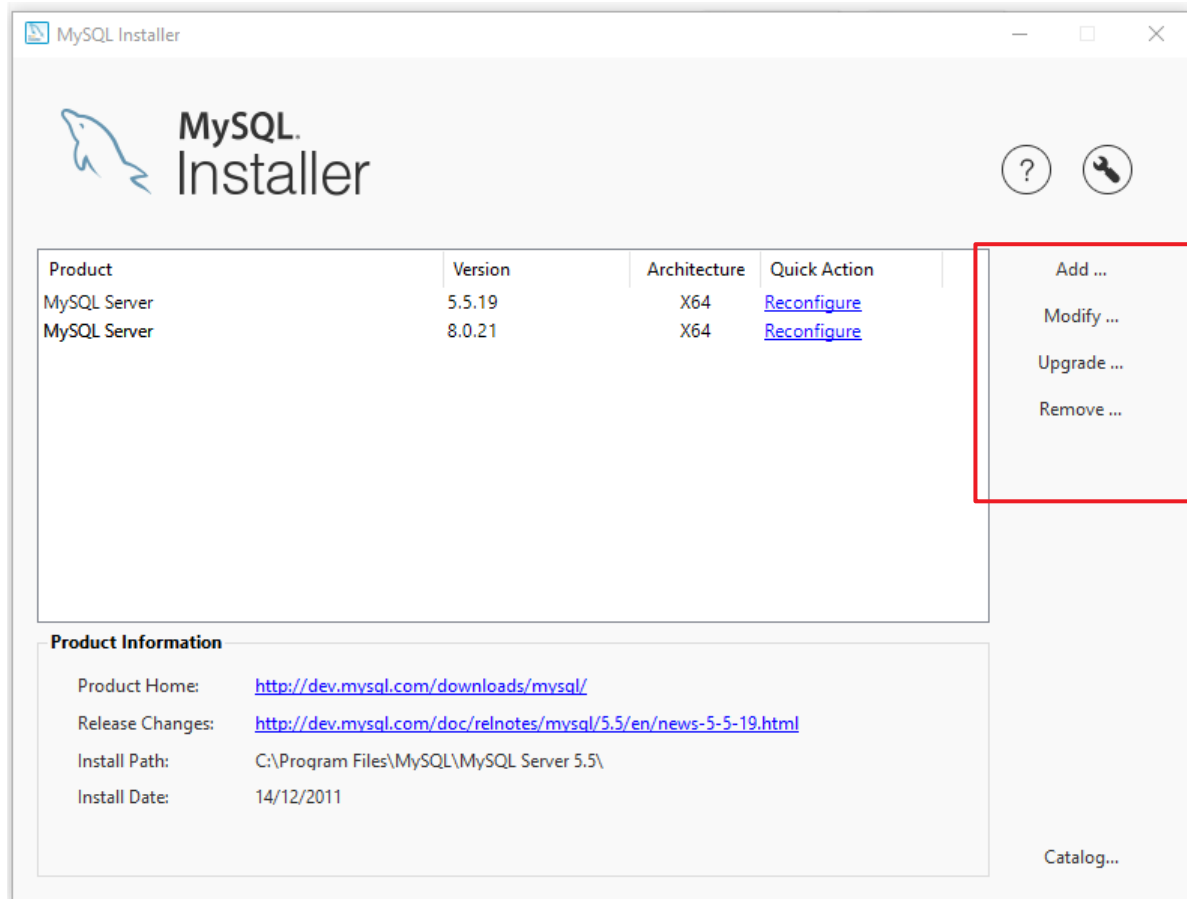 MySQL Installer
MySQL.
Installer
?
Product Version Architecture Quick Action
MySQL Server 5.5.19 X64 Reconfigure
MySQL Server 8.0.21 X64 Reconfigure
Add ...
Modify ...
Upgrade ...
Remove ...
Product Information
Product Home: http://dev.mysql.com/downloads/mysql/
Release Changes: http://dev.mysql.com/doc/relnotes/mysql/5.5/en/news-5-5-19.html
Install Path: C:\Program Files\MySQL\MySQL Server 5.5\
Install Date: 14/12/2011
Catalog...